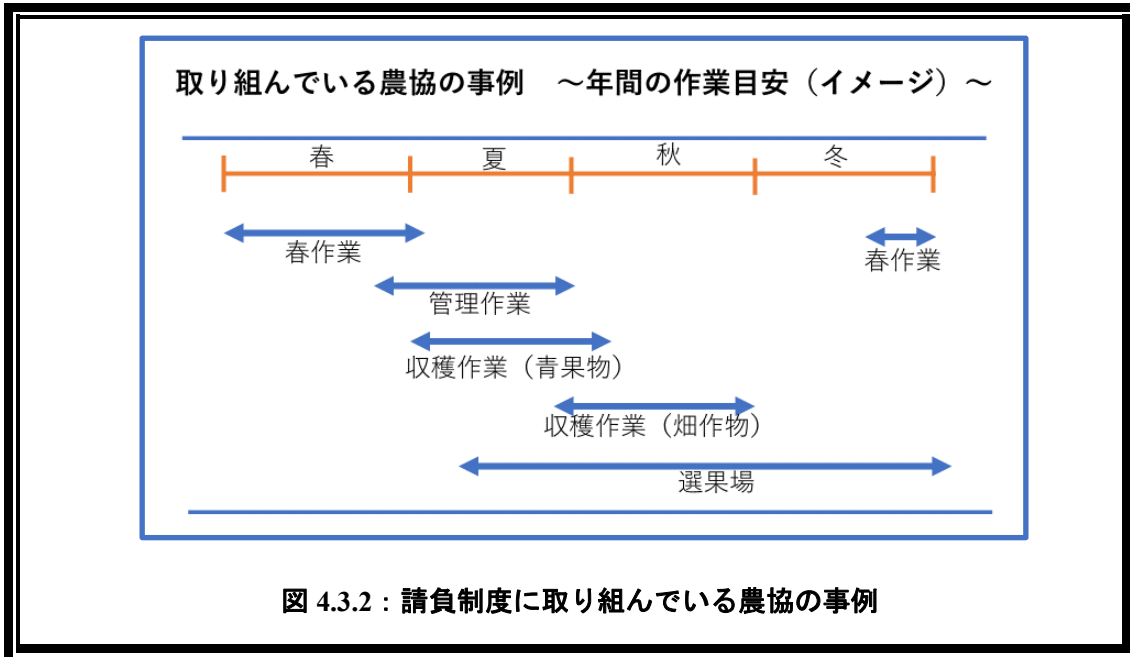 取り組んでいる農協の事例　～年間の作業目安（イメージ）～
春
夏
秋
冬
春作業
春作業
管理作業
収穫作業（青果物）
収穫作業（畑作物）
選果場
図 4.3.2：請負制度に取り組んでいる農協の事例